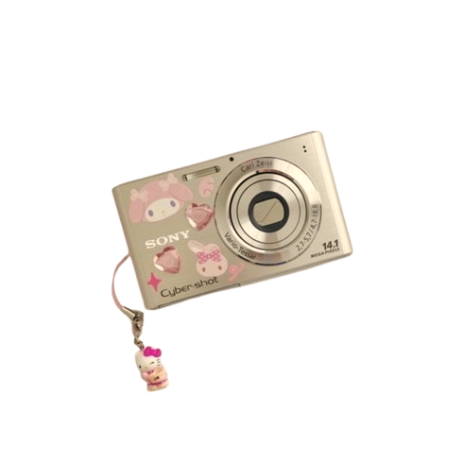 Carl Zeiss
SONY
Vario-Tessar
14.1
MEGA PIXELS
Cyber-shot